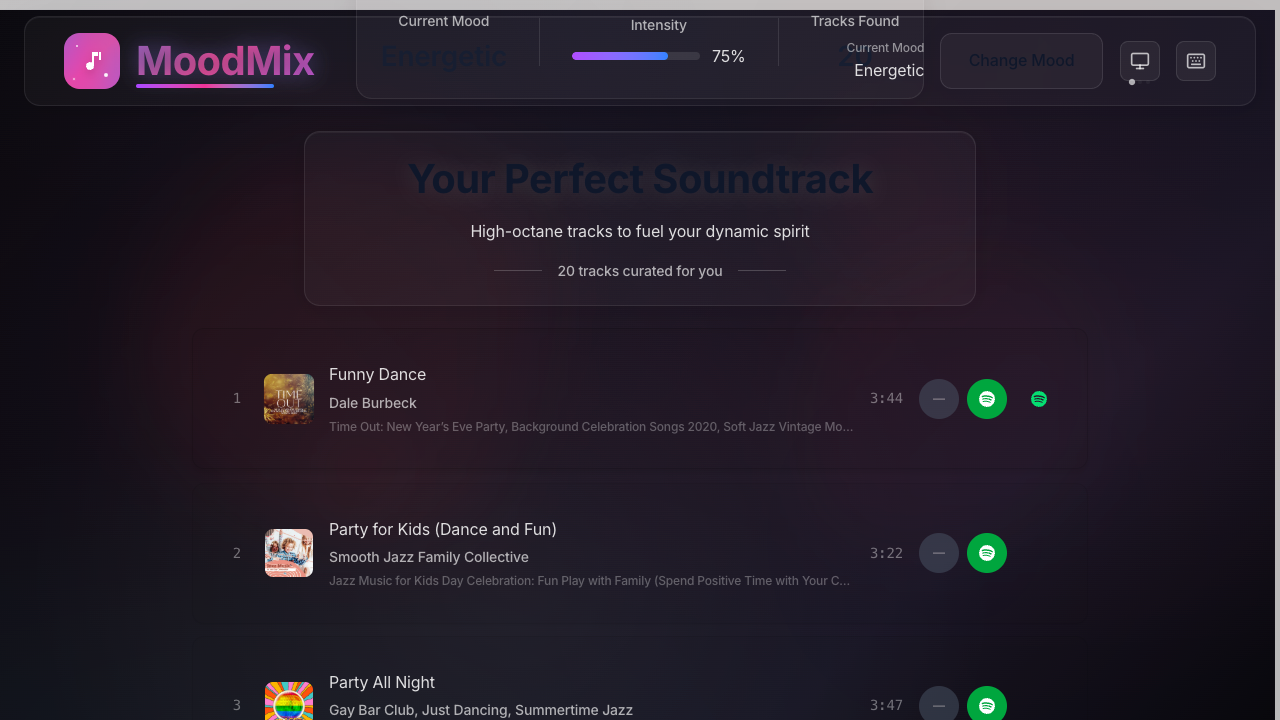 Current Mood
Energetic
Intensity
75%
Tracks Found
20
MoodMix
Current Mood
Energetic
Change Mood
Your Perfect Soundtrack
High-octane tracks to fuel your dynamic spirit
20 tracks curated for you
1
Funny Dance
Dale Burbeck
Time Out: New Year's Eve Party, Background Celebration Songs 2020, Soft Jazz Vintage Mo...
3:44
TIME OUT
2
Party for Kids (Dance and Fun)
Smooth Jazz Family Collective
Jazz Music for Kids Day Celebration: Fun Play with Family (Spend Positive Time with Your C...
3:22
3
Party All Night
Gay Bar Club, Just Dancing, Summertime Jazz
3:47